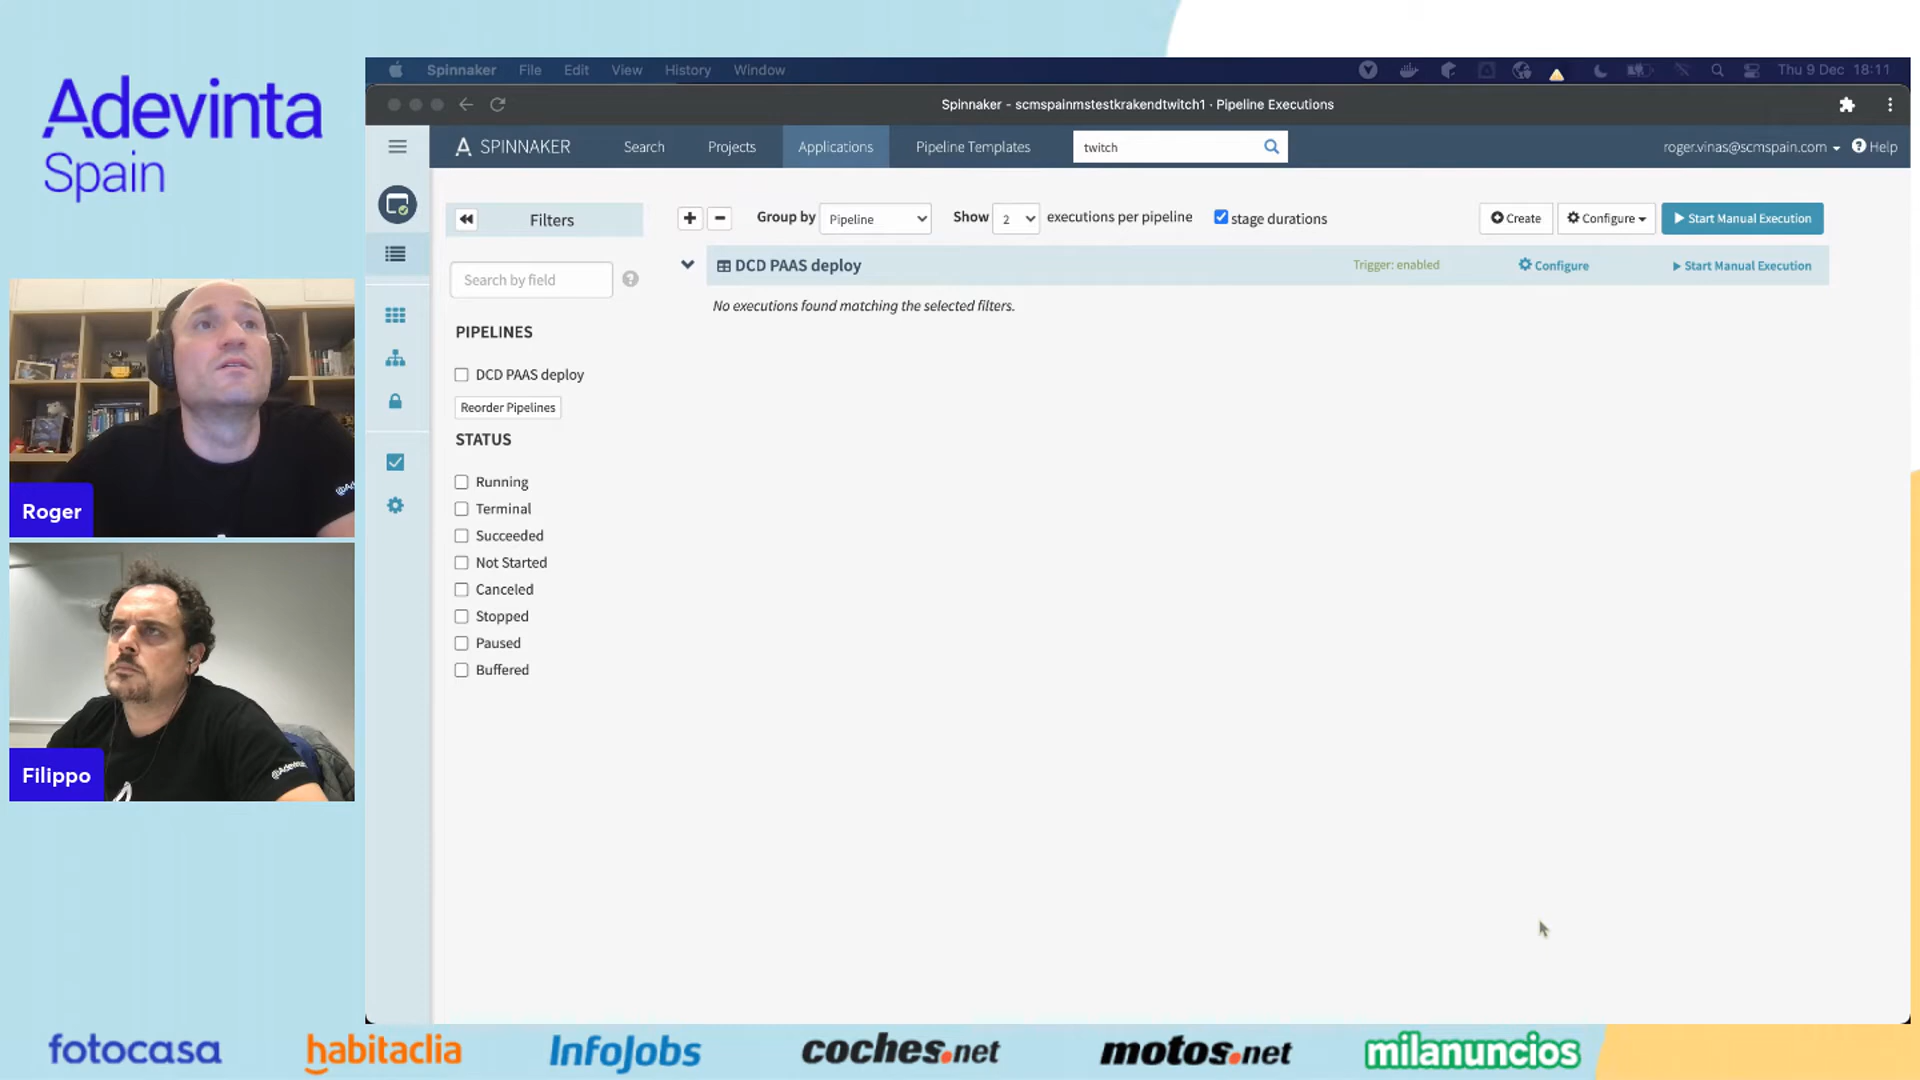 Adevinta
Spain
Spinnaker File Edit View History Window
Thu 9 Dec 18:11
Spinnaker - scmspainmstestkrakendtwitch1 · Pipeline Executions
SPINNAKER Search Projects Applications Pipeline Templates twitch roger.vinas@scmspain.com Help
Filters
Group by Pipeline Show 2 executions per pipeline stage durations Create Configure Start Manual Execution
Search by field
DCD PAAS deploy Trigger: enabled Configure Start Manual Execution
No executions found matching the selected filters.
PIPELINES
DCD PAAS deploy
Reorder Pipelines
STATUS
Running
Terminal
Succeeded
Not Started
Canceled
Stopped
Paused
Buffered
Roger
Filippo
fotocasa habitaclia InfoJobs coches.net motos.net milanuncios